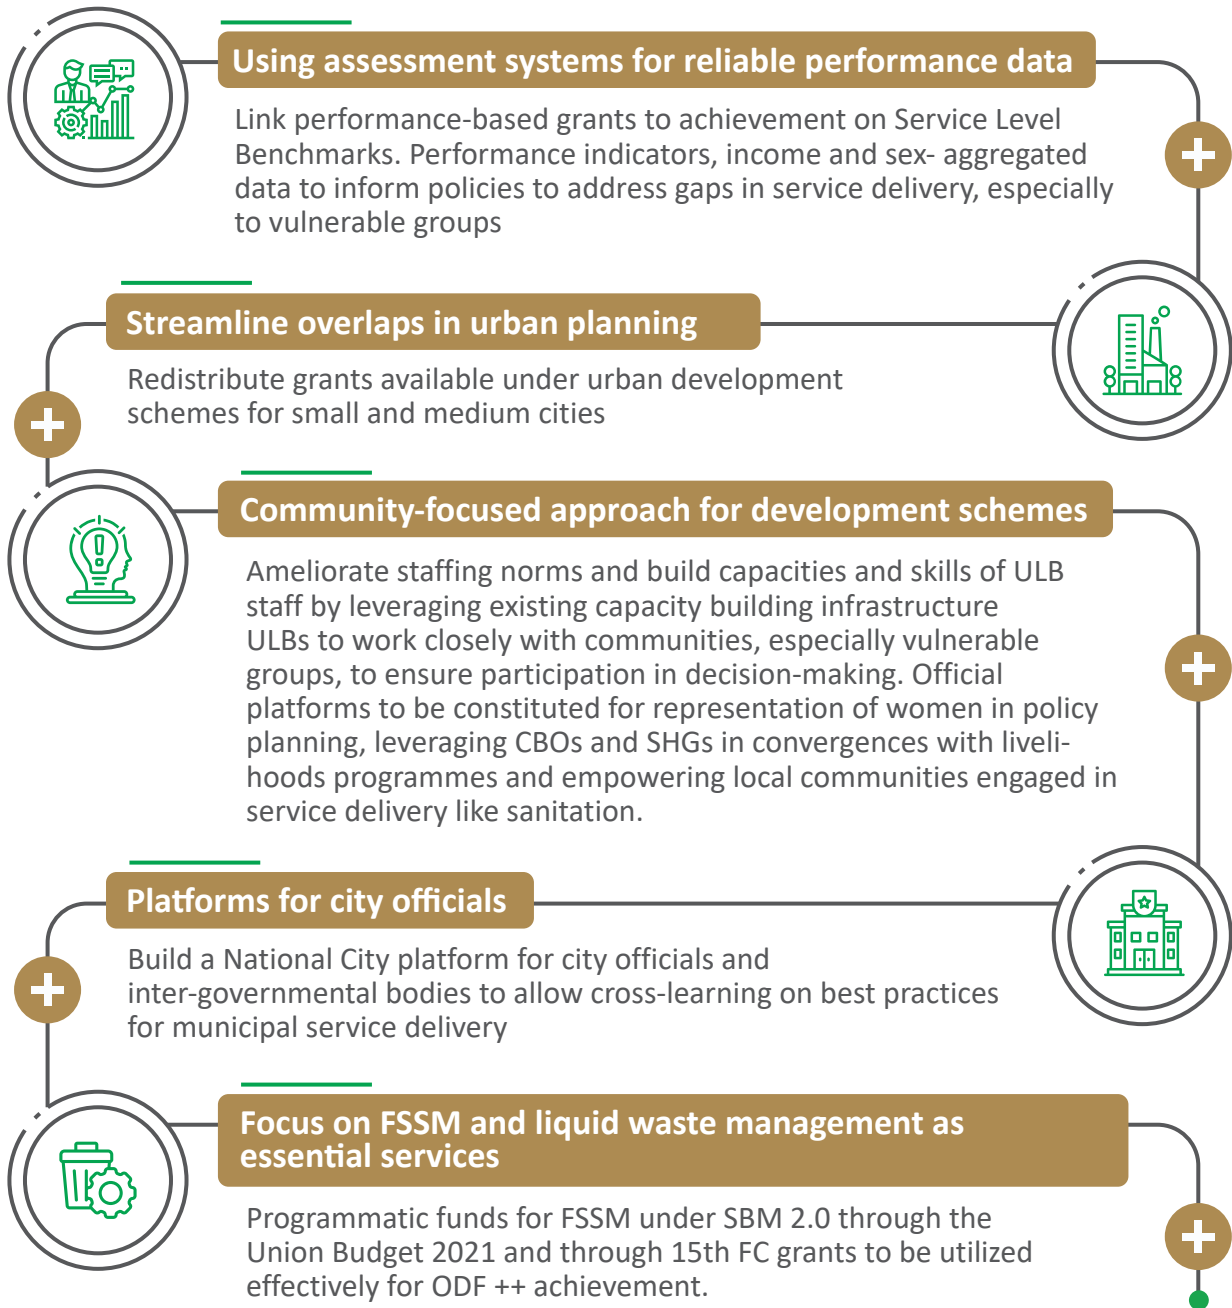 Using assessment systems for reliable performance data
Link performance-based grants to achievement on Service Level
Benchmarks. Performance indicators, income and sex- aggregated
data to inform policies to address gaps in service delivery, especially
to vulnerable groups
Streamline overlaps in urban planning
Redistribute grants available under urban development
schemes for small and medium cities
Community-focused approach for development schemes
Ameliorate staffing norms and build capacities and skills of ULB
staff by leveraging existing capacity building infrastructure
ULBs to work closely with communities, especially vulnerable
groups, to ensure participation in decision-making. Official
platforms to be constituted for representation of women in policy
planning, leveraging CBOs and SHGs in convergences with liveli-
hoods programmes and empowering local communities engaged in
service delivery like sanitation.
Platforms for city officials
Build a National City platform for city officials and
inter-governmental bodies to allow cross-learning on best practices
for municipal service delivery
Focus on FSSM and liquid waste management as
essential services
Programmatic funds for FSSM under SBM 2.0 through the
Union Budget 2021 and through 15th FC grants to be utilized
effectively for ODF ++ achievement.